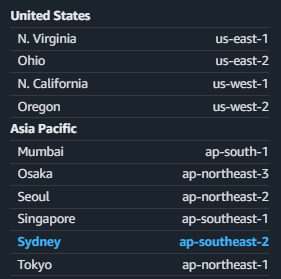 United States
N. Virginia us-east-1
Ohio us-east-2
N. California us-west-1
Oregon us-west-2
Asia Pacific
Mumbai ap-south-1
Osaka ap-northeast-3
Seoul ap-northeast-2
Singapore ap-southeast-1
Sydney ap-southeast-2
Tokyo ap-northeast-1